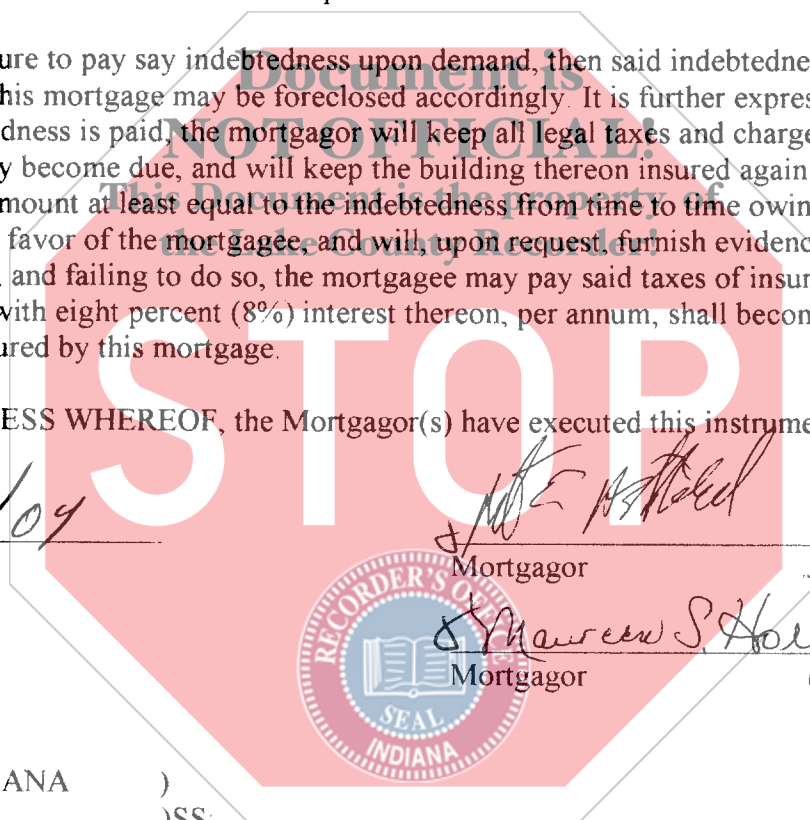 ure to pay say indebtedness upon demand, then said indebtedne
Document is
his mortgage may be foreclosed accordingly. It is further expres
NOT OFFICIAL!
dness is paid, the mortgagor will keep all legal taxes and charge
y become due, and will keep the building thereon insured again
This Document is the property of
mount at least equal to the indebtedness from time to time owin
the Lake County Recorder!
favor of the mortgagee, and will, upon request, furnish evidenc
and failing to do so, the mortgagee may pay said taxes of insur
with eight percent (8%) interest thereon, per annum, shall becom
ured by this mortgage.
STOP
ESS WHEREOF, the Mortgagor(s) have executed this instrume
/04
Mortgagor
Maureen S. Hol
Mortgagor
RECORDER'S OFFICE
SEAL
INDIANA
ANA )
)SS: